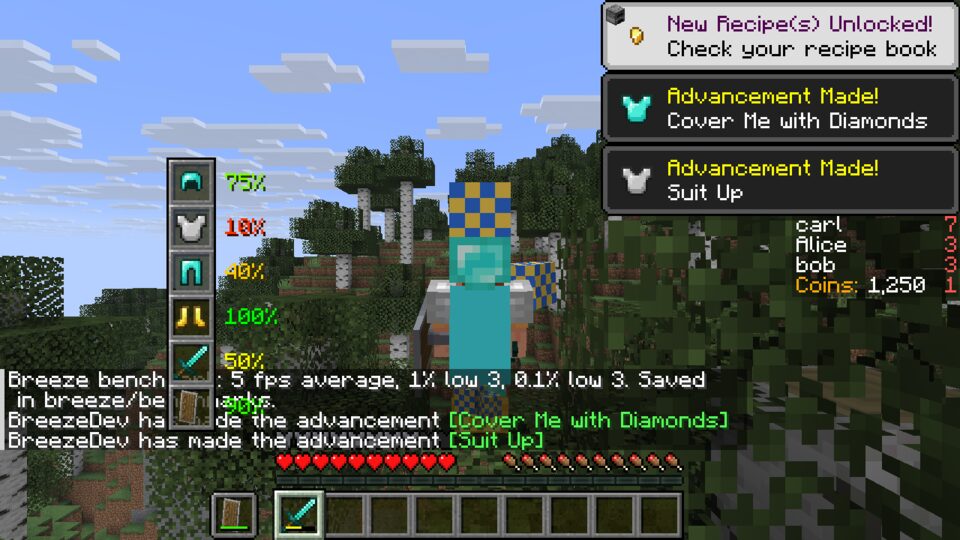 New Recipe(s) Unlocked!
Check your recipe book
Advancement Made!
Cover Me with Diamonds
Advancement Made!
Suit Up
75%
10%
40%
100%
50%
90%
carl 7
Alice 3
bob 3
Coins: 1,250 1
Breeze bench : 5 fps average, 1% low 3, 0.1% low 3. Saved
in breeze/be
BreezeDev ha de the advancement [Cover Me with Diamonds]
BreezeDev has made the advancement [Suit Up]